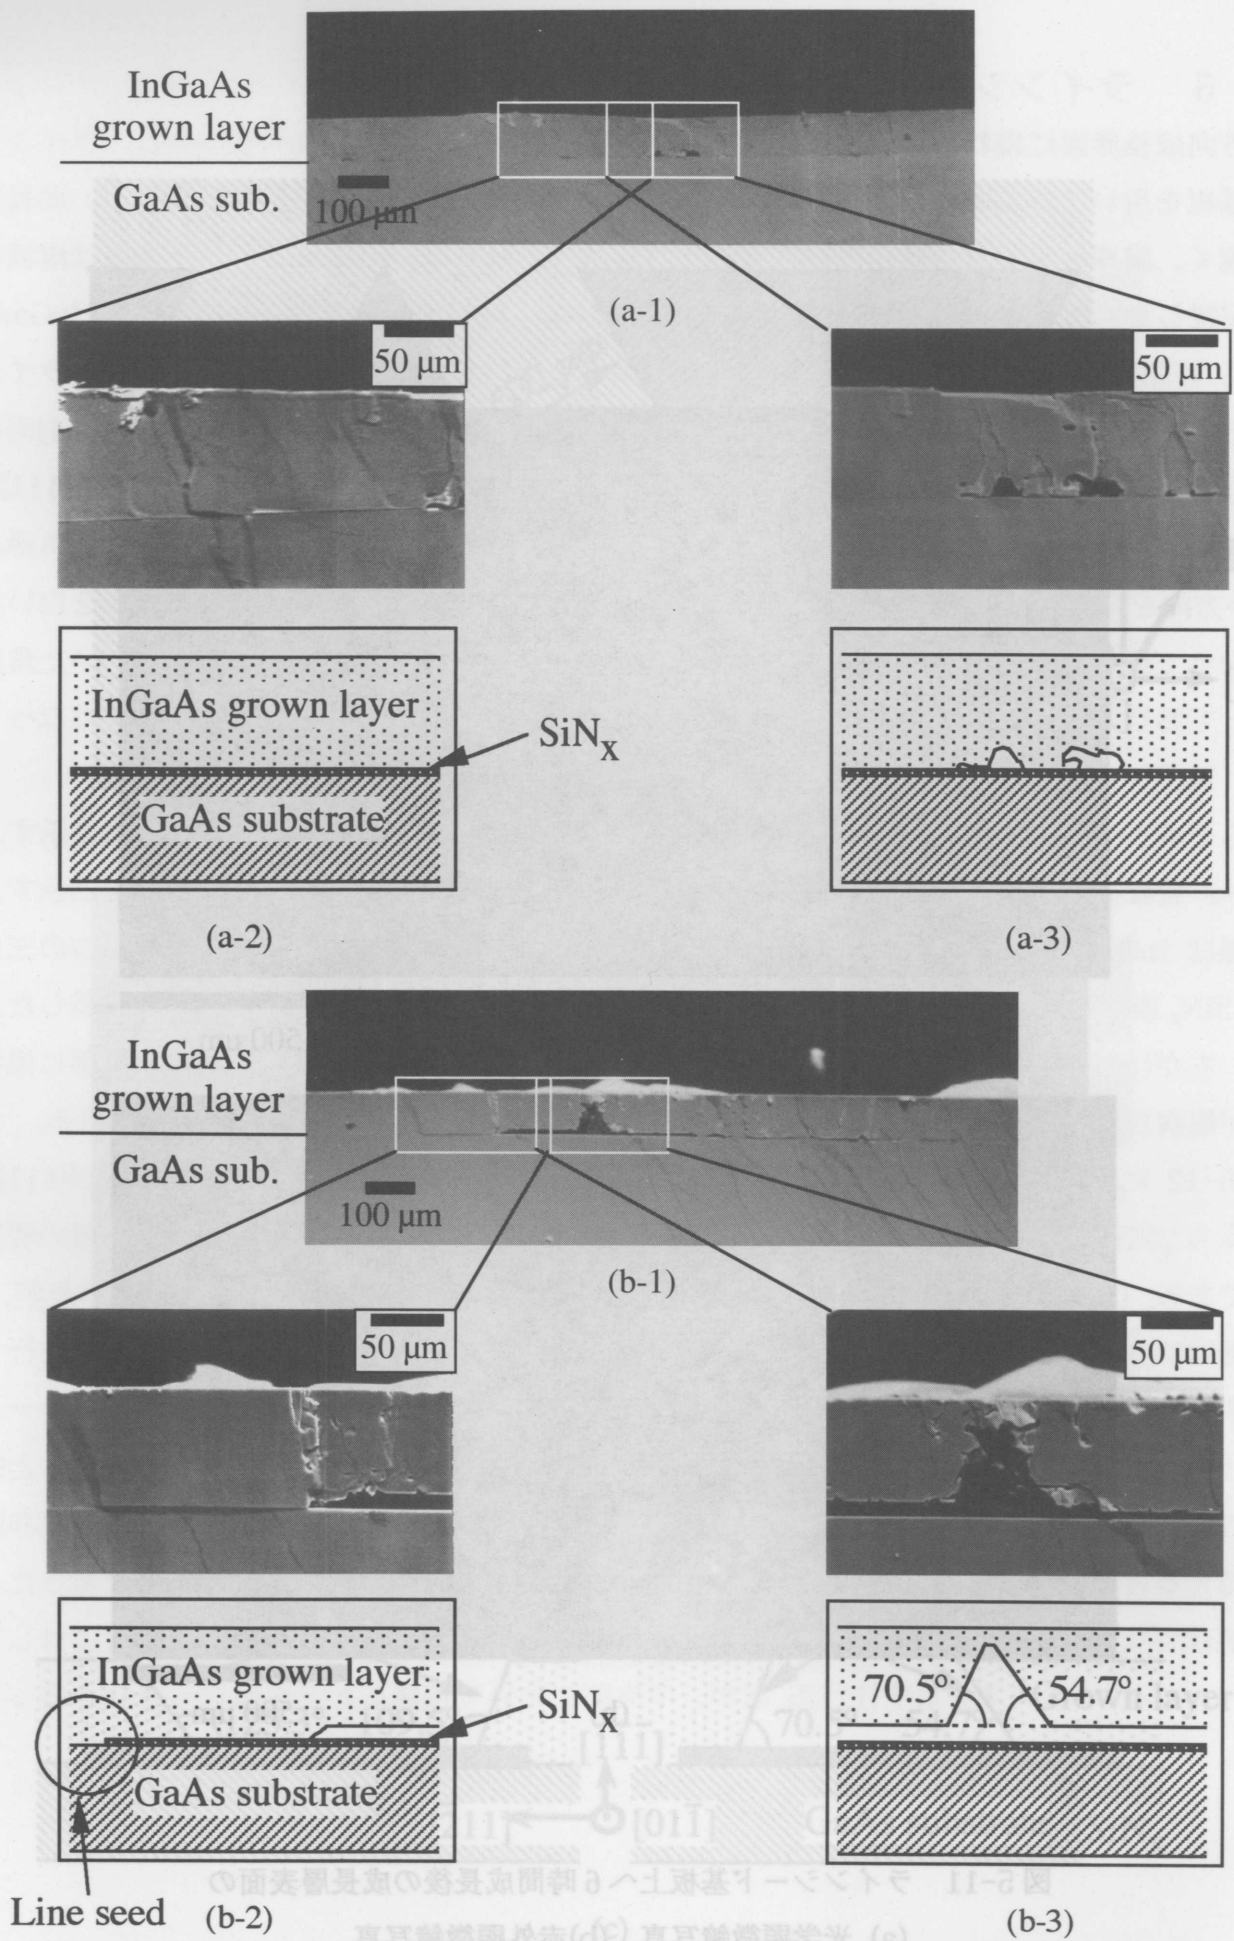 InGaAs
grown layer
GaAs sub.
100 μm
(a-1)
50 μm
50 μm
InGaAs grown layer
SiNx
GaAs substrate
(a-2)
(a-3)
InGaAs
grown layer
GaAs sub.
100 μm
(b-1)
50 μm
50 μm
InGaAs grown layer
SiNx
GaAs substrate
70.5° 54.7°
Line seed
(b-2)
(b-3)